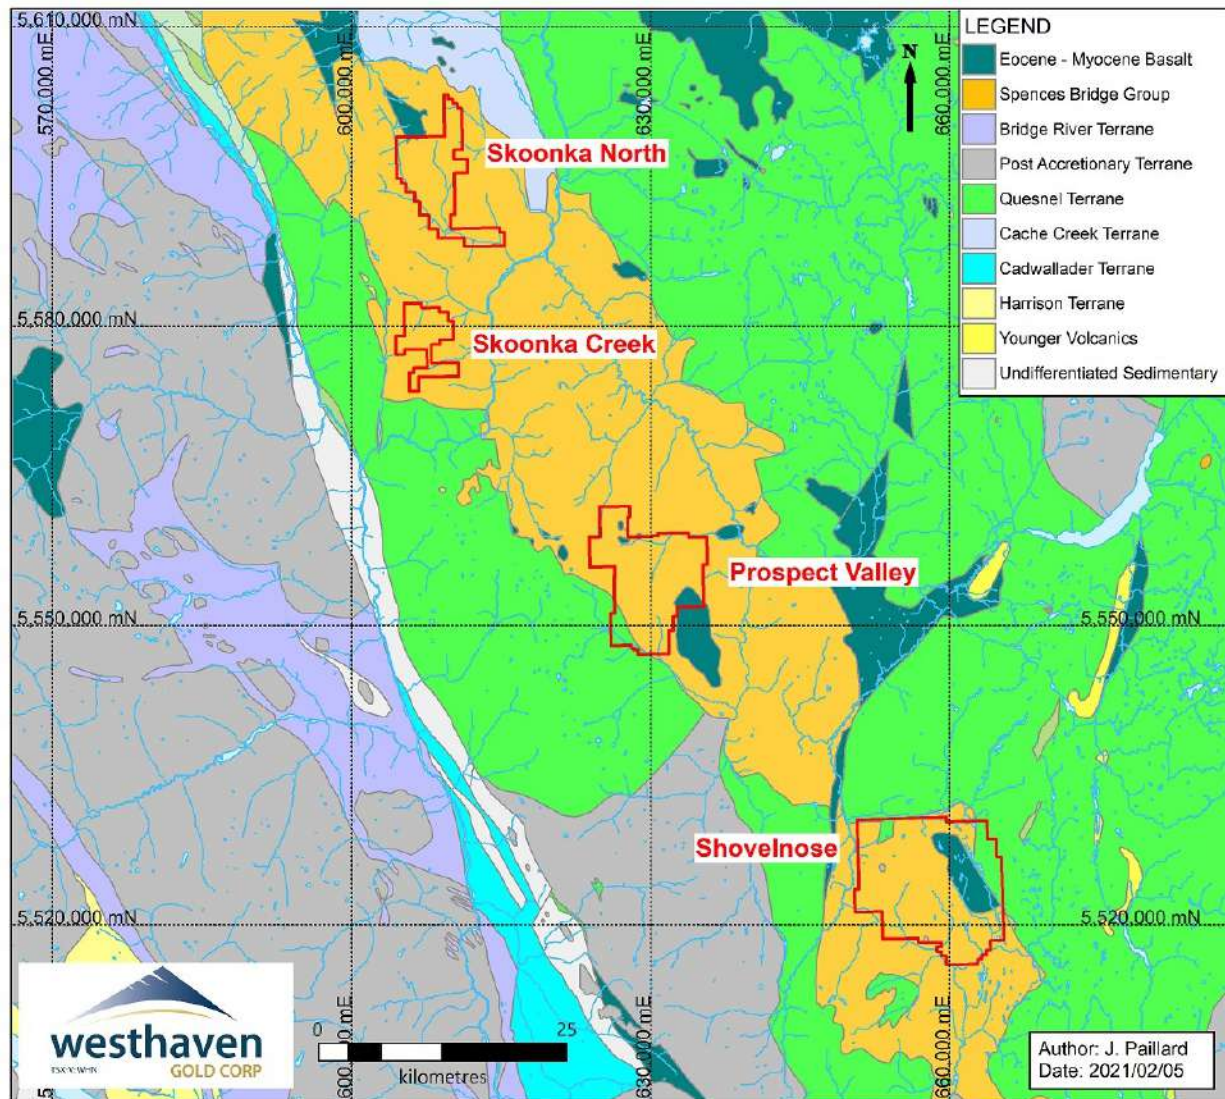 5,610,000 mN
570,000 mE
600,000 mE
630,000 mE
660,000 mE
N
LEGEND
Eocene - Myocene Basalt
Spences Bridge Group
Bridge River Terrane
Post Accretionary Terrane
Quesnel Terrane
Cache Creek Terrane
Cadwallader Terrane
Harrison Terrane
Younger Volcanics
Undifferentiated Sedimentary
Skoonka North
5,580,000 mN
Skoonka Creek
Prospect Valley
5,550,000 mN
5,550,000 mN
Shovelnose
5,520,000 mN
5,520,000 mN
westhaven
GOLD CORP
0 25
kilometres
600,000 mE
630,000 mE
660,000 mE
Author: J. Paillard
Date: 2021/02/05